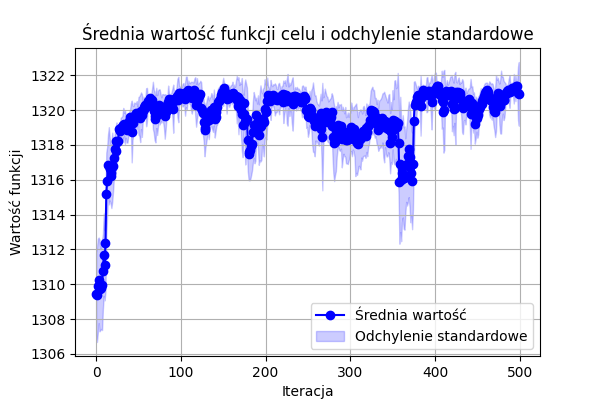 Średnia wartość funkcji celu i odchylenie standardowe
Wartość funkcji
1322
1320
1318
1316
1314
1312
1310
1308
1306
0 100 200 300 400 500
Iteracja
Średnia wartość
Odchylenie standardowe